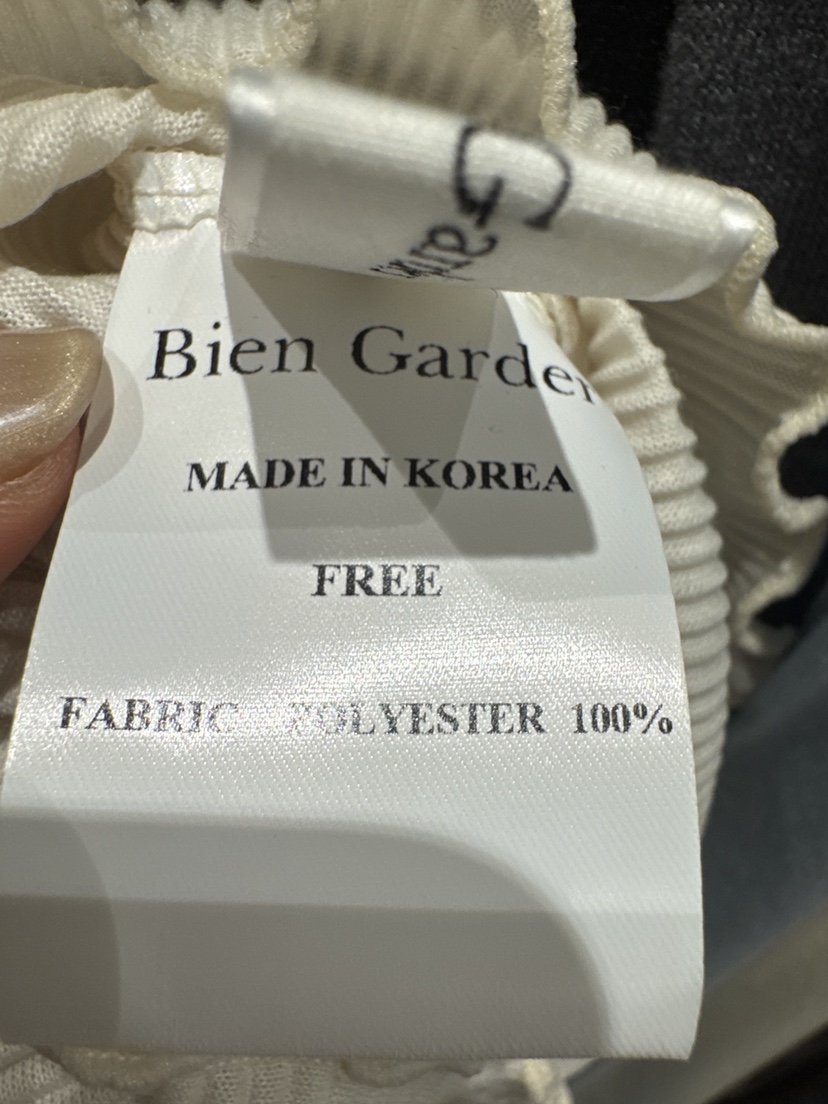 Bien Garden
MADE IN KOREA
FREE
FABRIC POLYESTER 100%